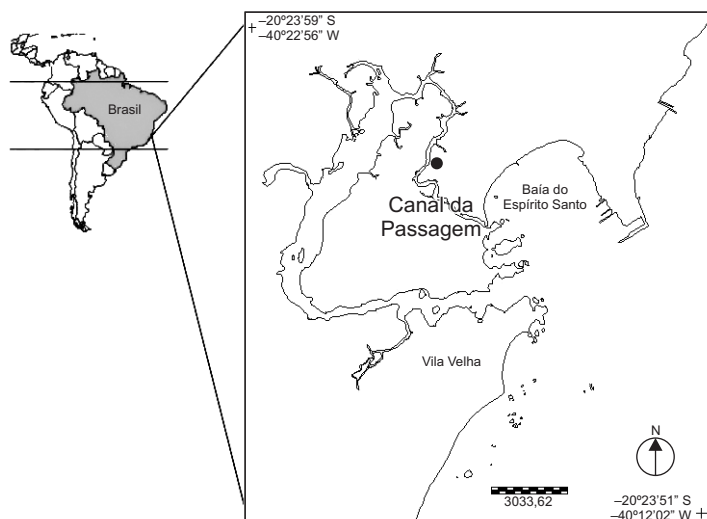 –20º23'59" S
–40º22'56" W
Brasil
Canal da
Passagem
Baía do
Espírito Santo
Vila Velha
N
3033,62
–20º23'51" S
–40º12'02" W